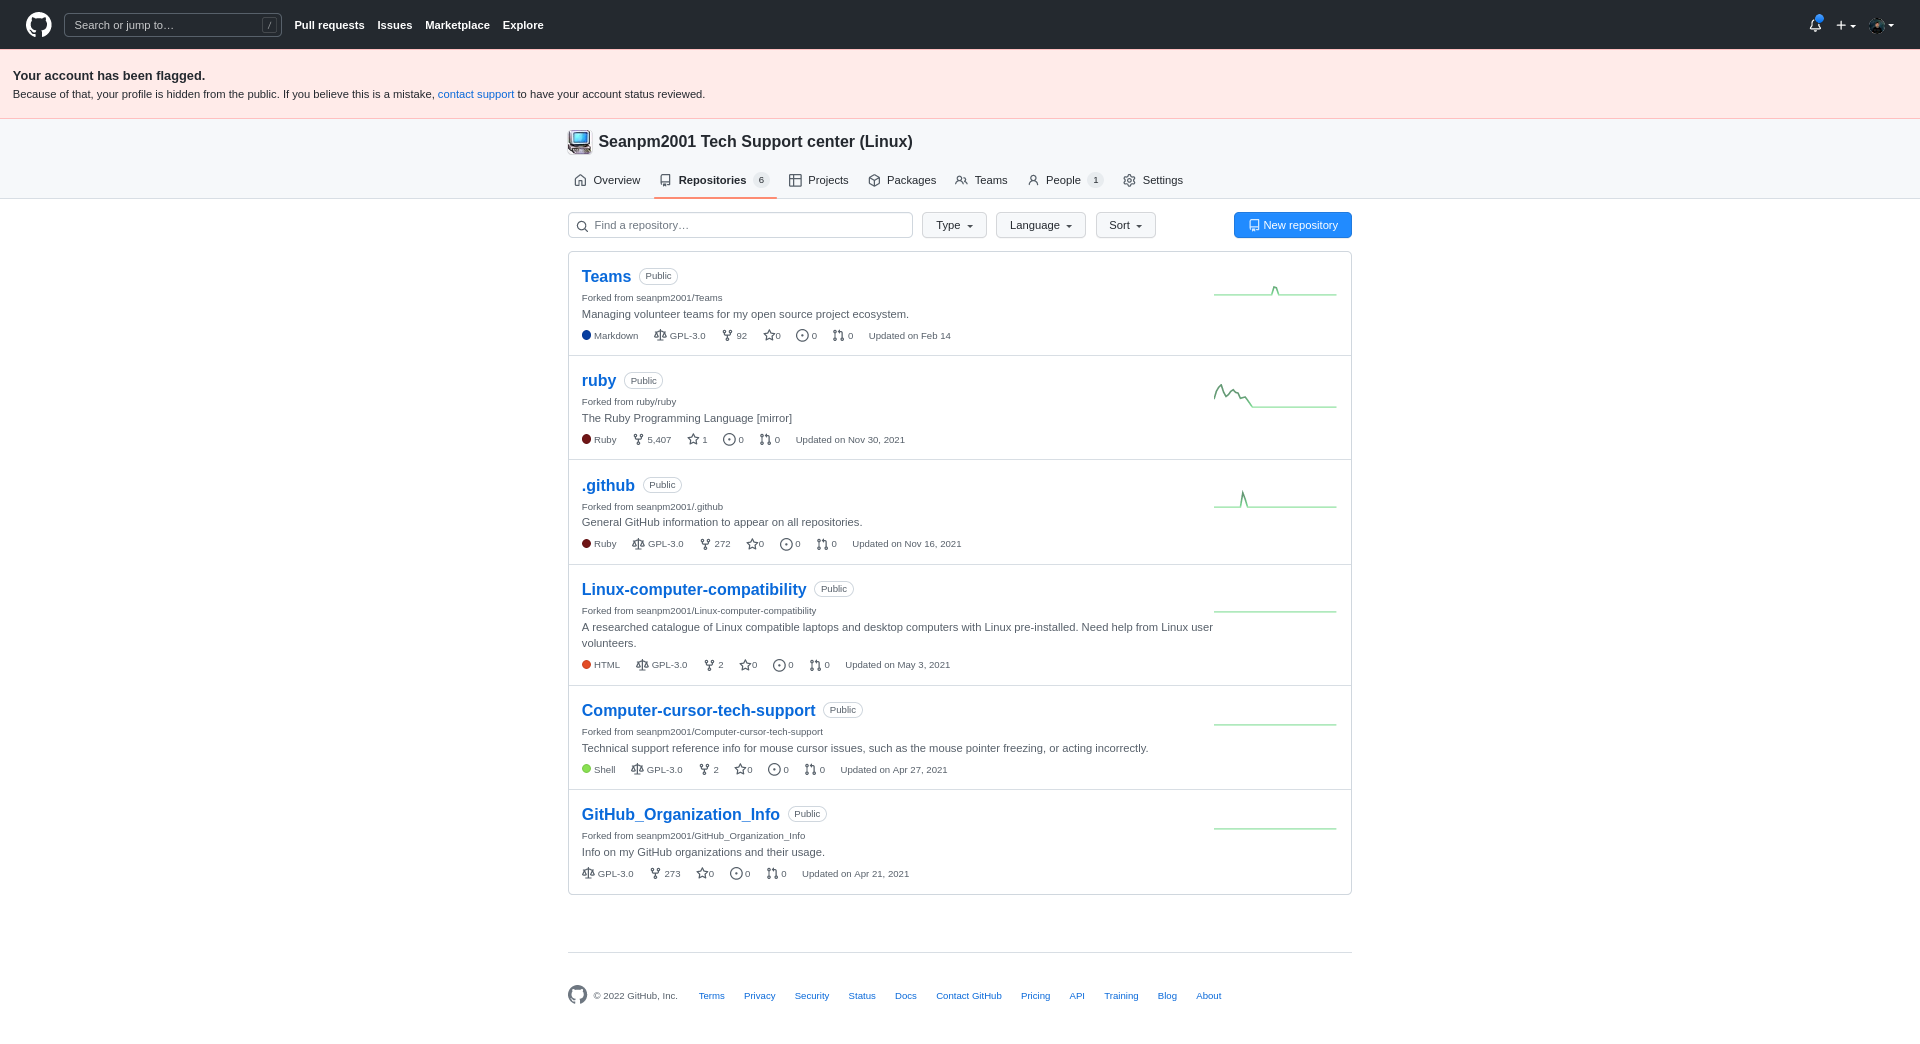 Search or jump to… /
Pull requests Issues Marketplace Explore
Your account has been flagged.
Because of that, your profile is hidden from the public. If you believe this is a mistake, contact support to have your account status reviewed.
Seanpm2001 Tech Support center (Linux)
Overview Repositories 6 Projects Packages Teams People 1 Settings
Find a repository… Type Language Sort New repository
Teams Public
Forked from seanpm2001/Teams
Managing volunteer teams for my open source project ecosystem.
Markdown GPL-3.0 92 0 0 0 Updated on Feb 14
ruby Public
Forked from ruby/ruby
The Ruby Programming Language [mirror]
Ruby 5,407 1 0 0 Updated on Nov 30, 2021
.github Public
Forked from seanpm2001/.github
General GitHub information to appear on all repositories.
Ruby GPL-3.0 272 0 0 0 Updated on Nov 16, 2021
Linux-computer-compatibility Public
Forked from seanpm2001/Linux-computer-compatibility
A researched catalogue of Linux compatible laptops and desktop computers with Linux pre-installed. Need help from Linux user
volunteers.
HTML GPL-3.0 2 0 0 0 Updated on May 3, 2021
Computer-cursor-tech-support Public
Forked from seanpm2001/Computer-cursor-tech-support
Technical support reference info for mouse cursor issues, such as the mouse pointer freezing, or acting incorrectly.
Shell GPL-3.0 2 0 0 0 Updated on Apr 27, 2021
GitHub_Organization_Info Public
Forked from seanpm2001/GitHub_Organization_Info
Info on my GitHub organizations and their usage.
GPL-3.0 273 0 0 0 Updated on Apr 21, 2021
© 2022 GitHub, Inc. Terms Privacy Security Status Docs Contact GitHub Pricing API Training Blog About